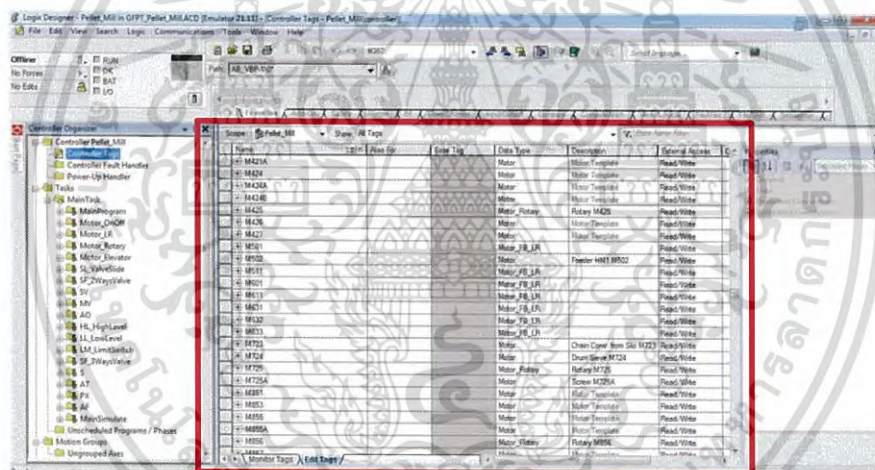 Logix Designer - Pellet_Mill in GFPT_Pellet_Mill.ACD [Emulator 21.11] - [Controller Tags - Pellet_Mill(controller)]
File Edit View Search Logic Communications Tools Window Help
Offline
RUN
No Forces
OK
BAT
No Edits
I/O
Path: AB_VBP-1\0*
Select language...
Controller Organizer
Controller Pellet_Mill
Controller Tags
Controller Fault Handler
Power-Up Handler
Tasks
MainTask
MainProgram
Motor_OnOff
Motor_LR
Motor_Rotary
Motor_Elevator
SL_ValveSlide
SF_2WaysValve
SV
MV
AO
HL_HighLevel
LL_LowLevel
LM_LimitSwitch
SF_3WaysValve
S
AT
PX
AI
MainSimulate
Unscheduled Programs / Phases
Motion Groups
Ungrouped Axes
Scope: Pellet_Mill Show: All Tags
Name Alias For Base Tag Data Type Description External Access
M421A Motor Motor Template Read/Write
M424 Motor Motor Template Read/Write
M424A Motor Motor Template Read/Write
M424B Motor Motor Template Read/Write
M425 Motor_Rotary Rotary M425 Read/Write
M426 Motor Motor Template Read/Write
M427 Motor Motor Template Read/Write
M501 Motor_FB_LR Read/Write
M502 Motor Feeder HM1 M502 Read/Write
M511 Motor_FB_LR Read/Write
M601 Motor_FB_LR Read/Write
M611 Motor_FB_LR Read/Write
M631 Motor_FB_LR Read/Write
M632 Motor_FB_LR Read/Write
M633 Motor_FB_LR Read/Write
M723 Motor Chain Conv. from Silo M723 Read/Write
M724 Motor Drum Sieve M724 Read/Write
M725 Motor_Rotary Rotary M725 Read/Write
M725A Motor Screw M725A Read/Write
M851 Motor Motor Template Read/Write
M853 Motor Motor Template Read/Write
M855 Motor Motor Template Read/Write
M855A Motor Motor Template Read/Write
M856 Motor_Rotary Rotary M856 Read/Write
Monitor Tags Edit Tags
Properties